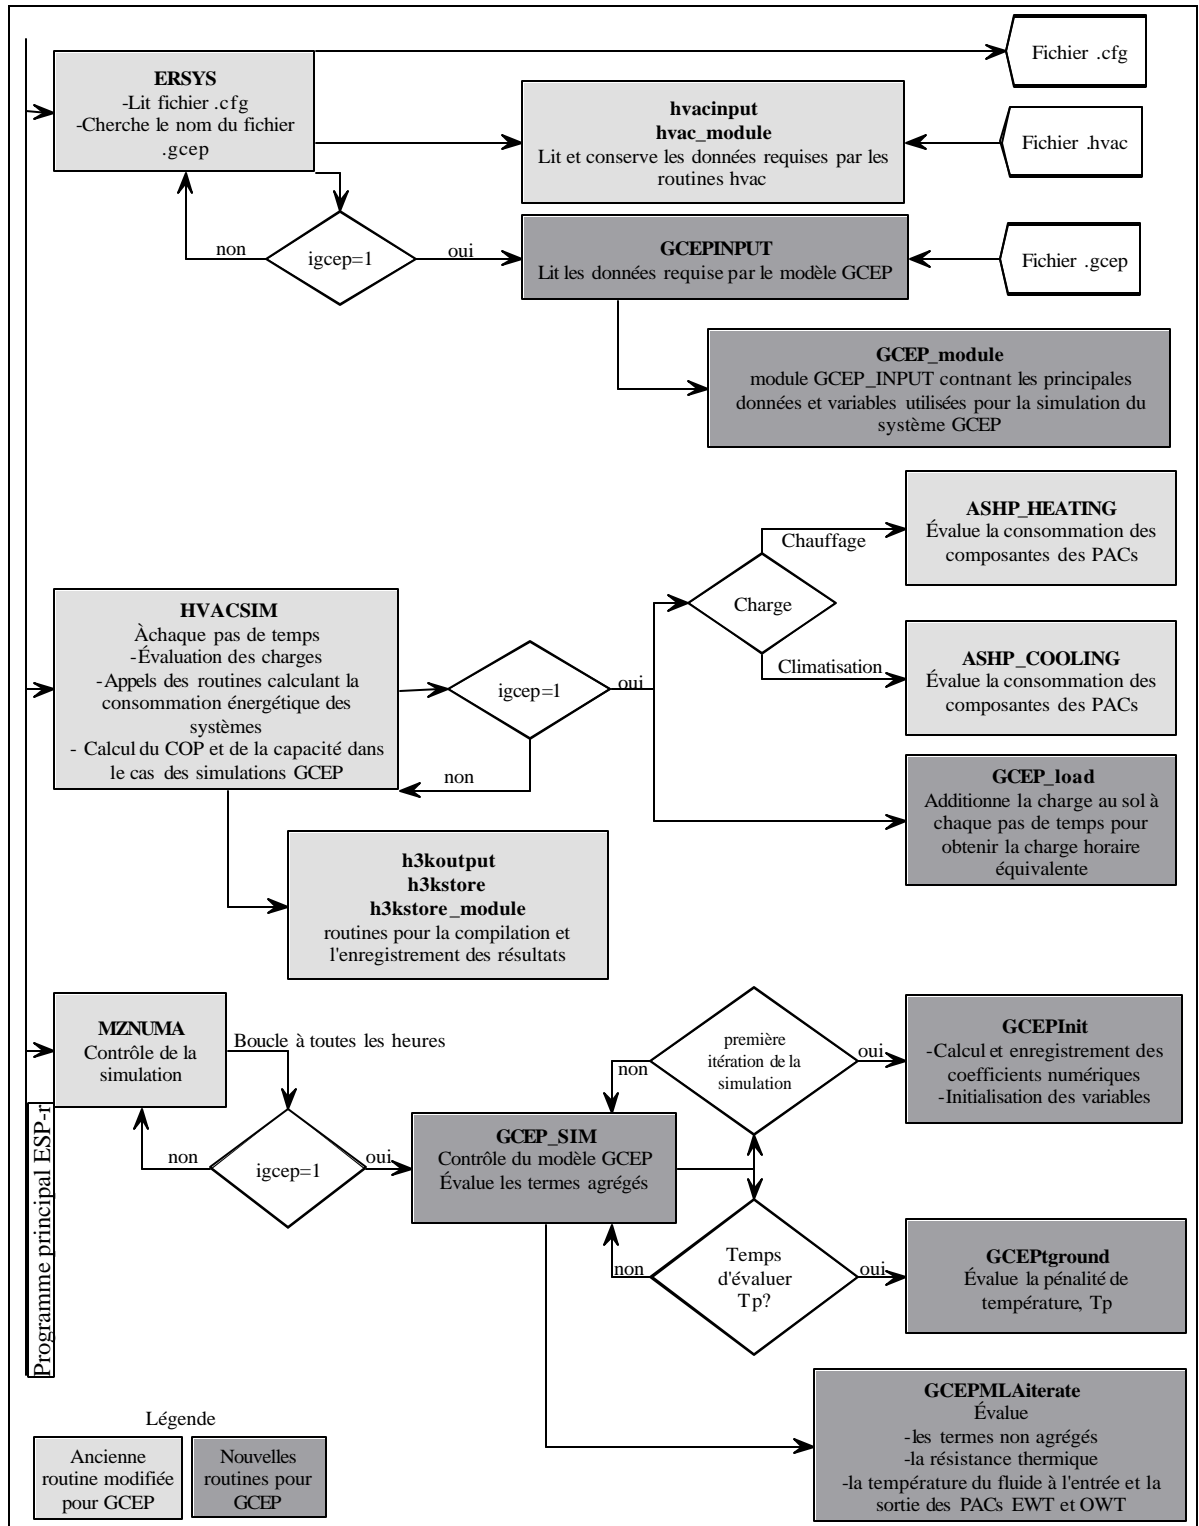 ERSYS
-Lit fichier .cfg
-Cherche le nom du fichier
.gcep
Fichier .cfg
hvacinput
hvac_module
Lit et conserve les données requises par les
routines hvac
Fichier .hvac
non
igcep=1
oui
GCEPINPUT
Lit les données requise par le modèle GCEP
Fichier .gcep
GCEP_module
module GCEP_INPUT contnant les principales
données et variables utilisées pour la simulation du
système GCEP
HVACSIM
Àchaque pas de temps
-Évaluation des charges
-Appels des routines calculant la
consommation énergétique des
systèmes
- Calcul du COP et de la capacité dans
le cas des simulations GCEP
igcep=1
oui
non
Charge
Chauffage
Climatisation
ASHP_HEATING
Évalue la consommation des
composantes des PACs
ASHP_COOLING
Évalue la consommation des
composantes des PACs
GCEP_load
Additionne la charge au sol à
chaque pas de temps pour
obtenir la charge horaire
équivalente
h3koutput
h3kstore
h3kstore_module
routines pour la compilation et
l'enregistrement des résultats
MZNUMA
Contrôle de la
simulation
Boucle à toutes les heures
non
igcep=1
oui
GCEP_SIM
Contrôle du modèle GCEP
Évalue les termes agrégés
première
itération de la
simulation
non
oui
GCEPInit
-Calcul et enregistrement des
coefficients numériques
-Initialisation des variables
Temps
d'évaluer
Tp?
non
oui
GCEPtground
Évalue la pénalité de
température, Tp
GCEPMLAiterate
Évalue
-les termes non agrégés
-la résistance thermique
-la température du fluide à l'entrée et la
sortie des PACs EWT et OWT
Programme principal ESP-r
Légende
Ancienne
routine modifiée
pour GCEP
Nouvelles
routines pour
GCEP